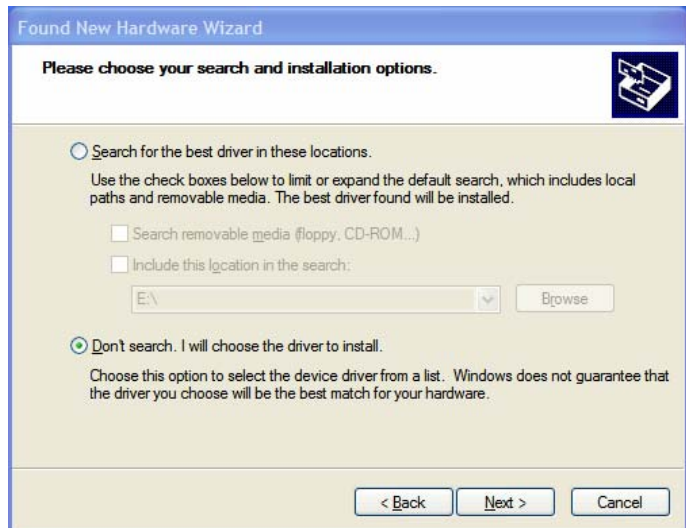 Found New Hardware Wizard
Please choose your search and installation options.
Search for the best driver in these locations.
Use the check boxes below to limit or expand the default search, which includes local
paths and removable media. The best driver found will be installed.
Search removable media (floppy, CD-ROM...)
Include this location in the search:
E:\
Browse
Don't search. I will choose the driver to install.
Choose this option to select the device driver from a list. Windows does not guarantee that
the driver you choose will be the best match for your hardware.
< Back
Next >
Cancel